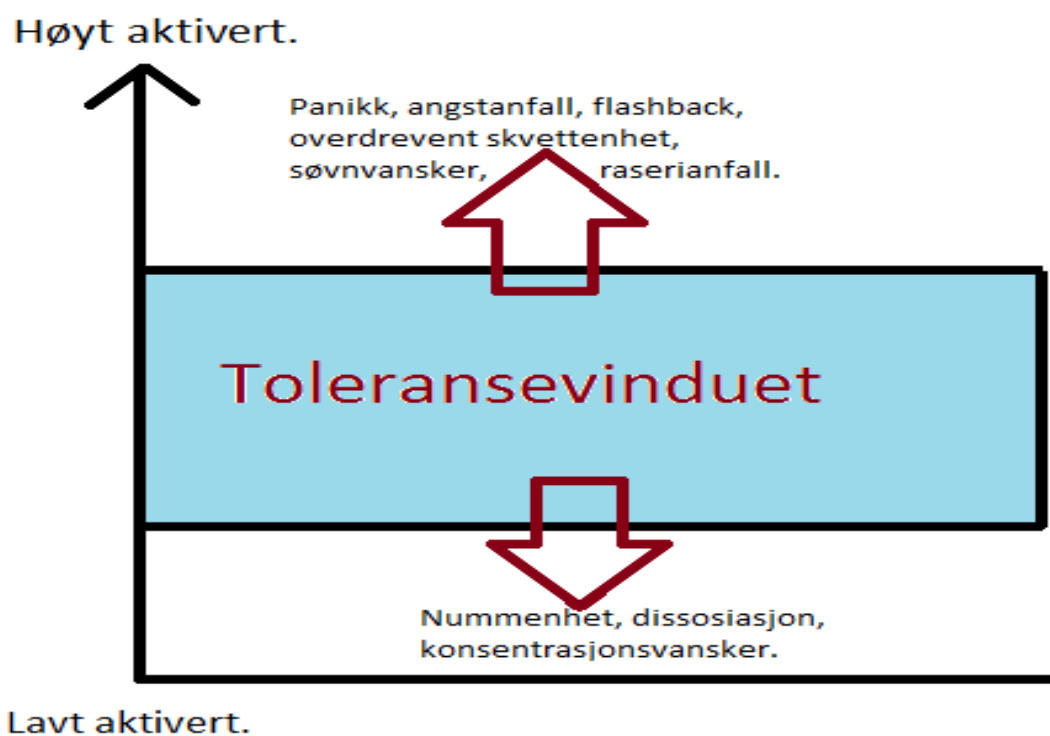 Høyt aktivert.
Panikk, angstanfall, flashback,
overdrevent skvettenhet,
søvnvansker, raserianfall.
Toleransevinduet
Nummenhet, dissosiasjon,
konsentrasjonsvansker.
Lavt aktivert.